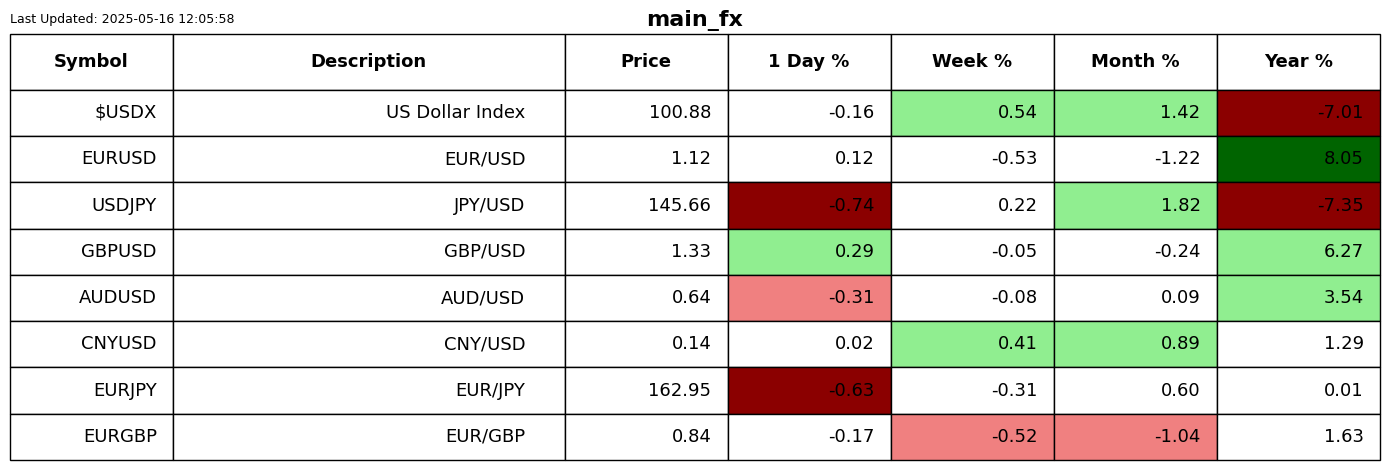 Last Updated: 2025-05-16 12:05:58
main_fx
Symbol Description Price 1 Day % Week % Month % Year %
$USDX US Dollar Index 100.88 -0.16 0.54 1.42 -7.01
EURUSD EUR/USD 1.12 0.12 -0.53 -1.22 8.05
USDJPY JPY/USD 145.66 -0.74 0.22 1.82 -7.35
GBPUSD GBP/USD 1.33 0.29 -0.05 -0.24 6.27
AUDUSD AUD/USD 0.64 -0.31 -0.08 0.09 3.54
CNYUSD CNY/USD 0.14 0.02 0.41 0.89 1.29
EURJPY EUR/JPY 162.95 -0.63 -0.31 0.60 0.01
EURGBP EUR/GBP 0.84 -0.17 -0.52 -1.04 1.63